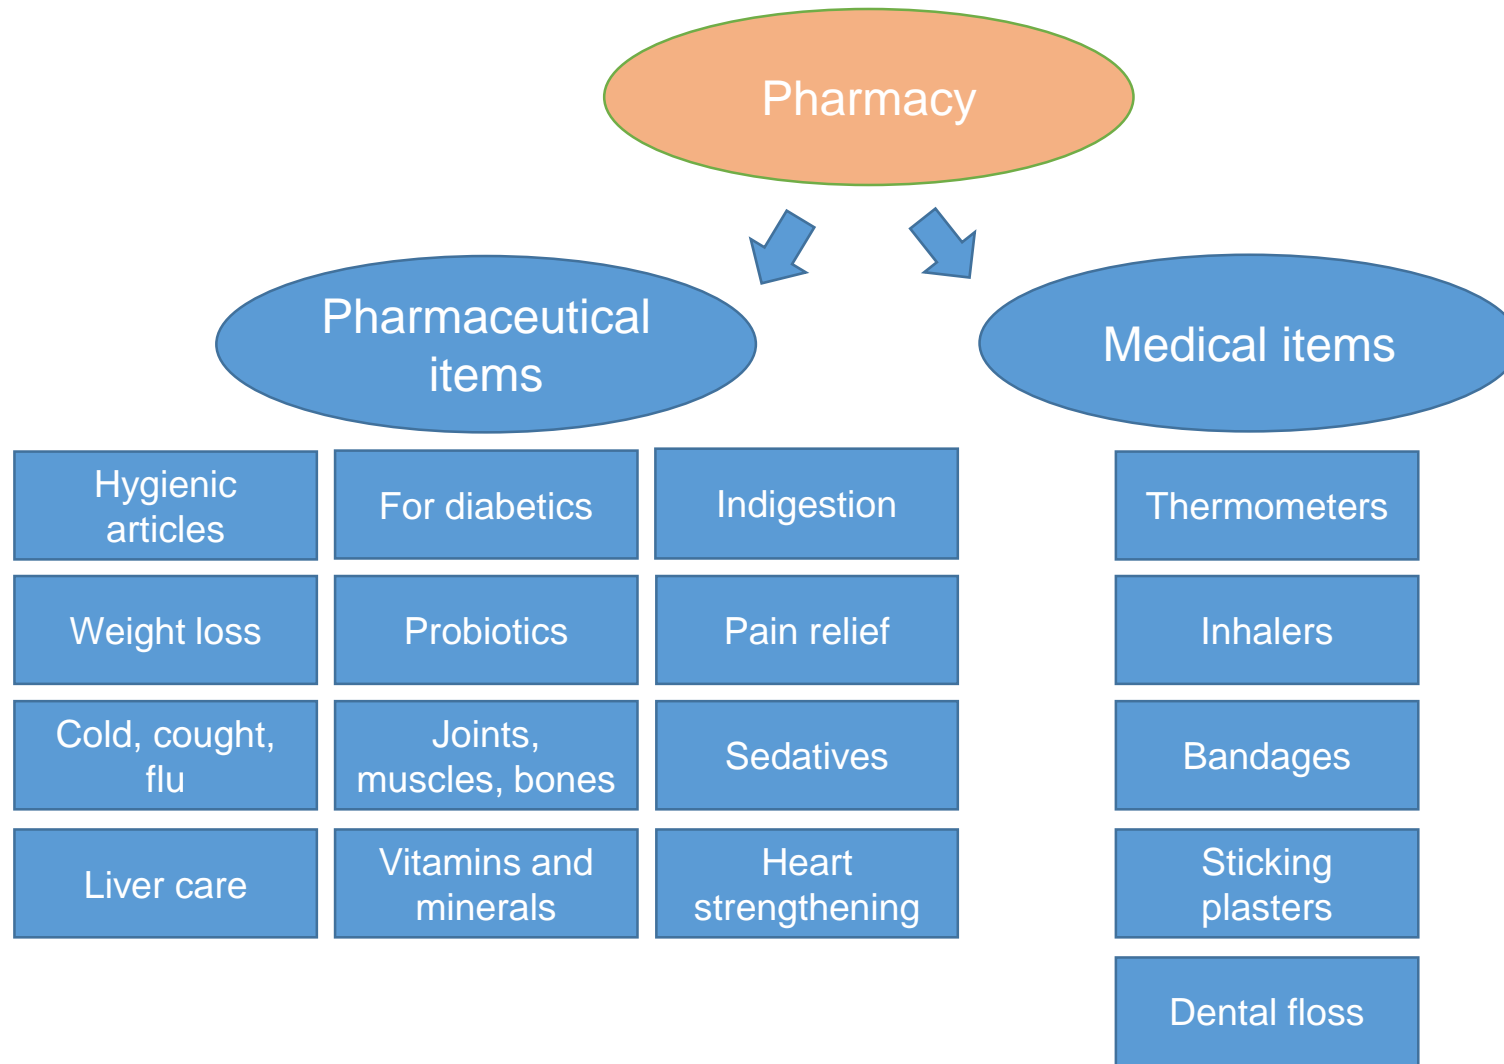 Pharmacy
Pharmaceutical
items
Medical items
Hygienic
articles
For diabetics
Indigestion
Thermometers
Weight loss
Probiotics
Pain relief
Inhalers
Cold, cought,
flu
Joints,
muscles, bones
Sedatives
Bandages
Liver care
Vitamins and
minerals
Heart
strengthening
Sticking
plasters
Dental floss